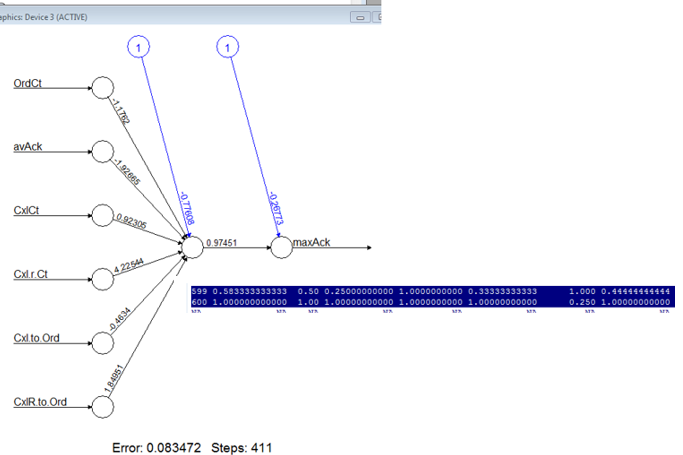 aphics: Device 3 (ACTIVE)
1 1
OrdCt
-1.1762
avAck
-1.92665
-0.77608
-0.26773
CxlCt
0.92305
0.97451 maxAck
Cxl.r.Ct
4.22544
599 0.583333333333 0.50 0.25000000000 1.0000000000 0.33333333333 1.000 0.44444444444
600 1.000000000000 1.00 1.00000000000 1.0000000000 1.00000000000 0.250 1.00000000000
Cxl.to.Ord
-0.4634
CxlR.to.Ord
1.84951
Error: 0.083472 Steps: 411